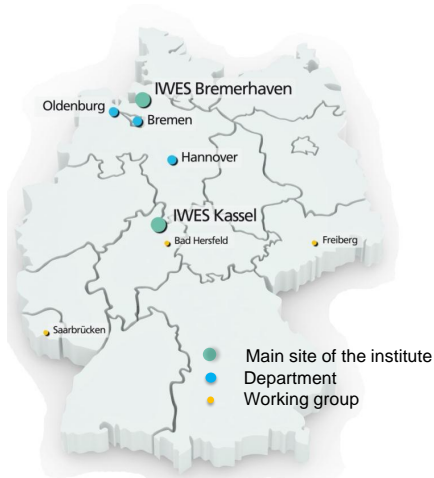 IWES Bremerhaven
Oldenburg
Bremen
Hannover
IWES Kassel
Bad Hersfeld
Freiberg
Saarbrücken
Main site of the institute
Department
Working group